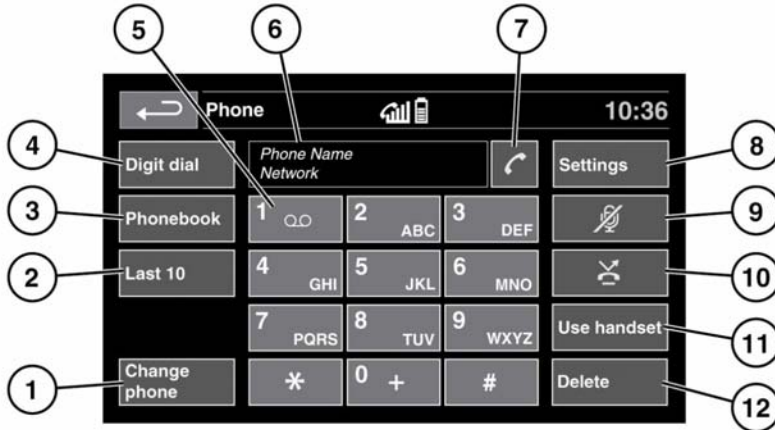 5 6 7
Phone 10:36
4 Digit dial Phone Name Settings 8
Network
3 Phonebook 1 2 ABC 3 DEF 9
2 Last 10 4 GHI 5 JKL 6 MNO 10
7 PQRS 8 TUV 9 WXYZ Use handset 11
1 Change phone * 0 + # Delete 12